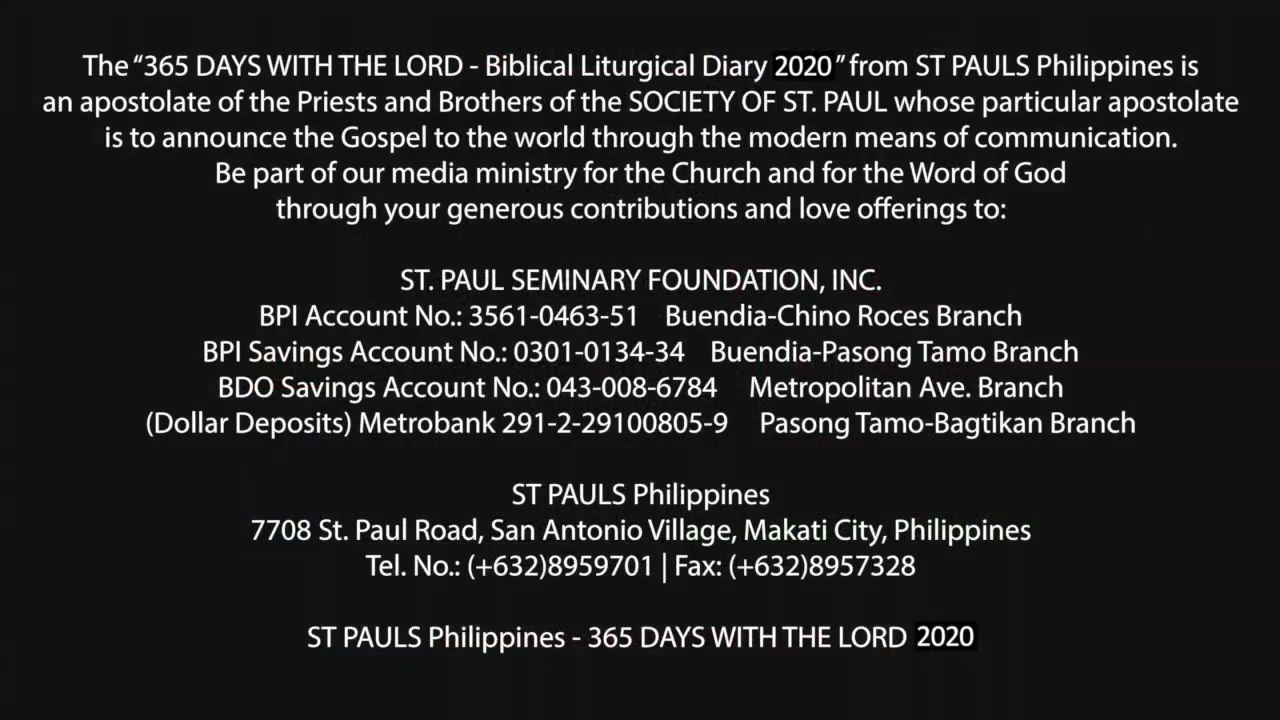 The “365 DAYS WITH THE LORD - Biblical Liturgical Diary 2020” from ST PAULS Philippines is
an apostolate of the Priests and Brothers of the SOCIETY OF ST. PAUL whose particular apostolate
is to announce the Gospel to the world through the modern means of communication.
Be part of our media ministry for the Church and for the Word of God
through your generous contributions and love offerings to:
ST. PAUL SEMINARY FOUNDATION, INC.
BPI Account No.: 3561-0463-51 Buendia-Chino Roces Branch
BPI Savings Account No.: 0301-0134-34 Buendia-Pasong Tamo Branch
BDO Savings Account No.: 043-008-6784 Metropolitan Ave. Branch
(Dollar Deposits) Metrobank 291-2-29100805-9 Pasong Tamo-Bagtikan Branch
ST PAULS Philippines
7708 St. Paul Road, San Antonio Village, Makati City, Philippines
Tel. No.: (+632)8959701 | Fax: (+632)8957328
ST PAULS Philippines - 365 DAYS WITH THE LORD 2020